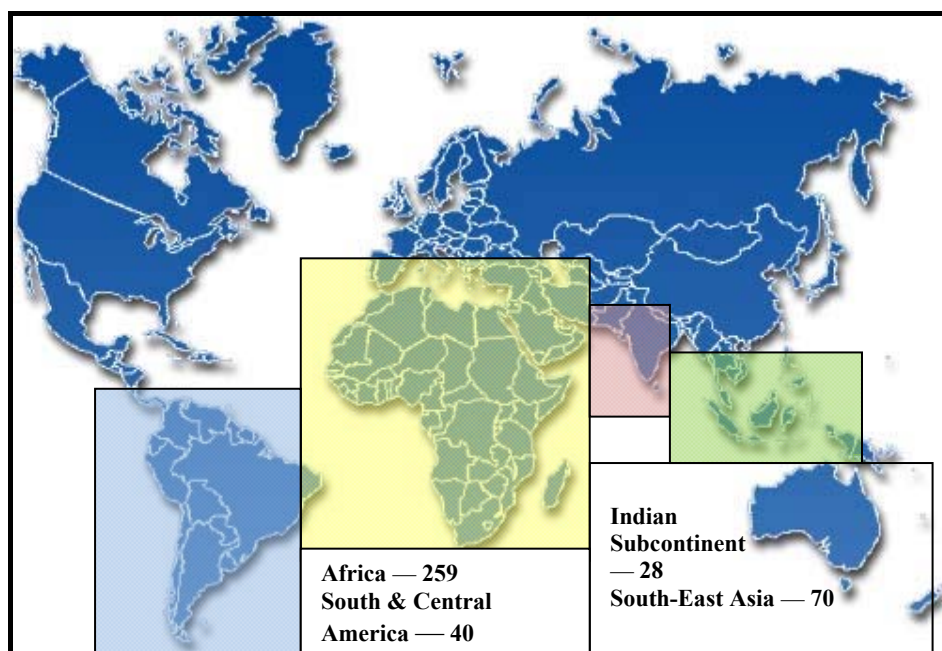 Africa — 259
South & Central
America — 40
Indian
Subcontinent
— 28
South-East Asia — 70